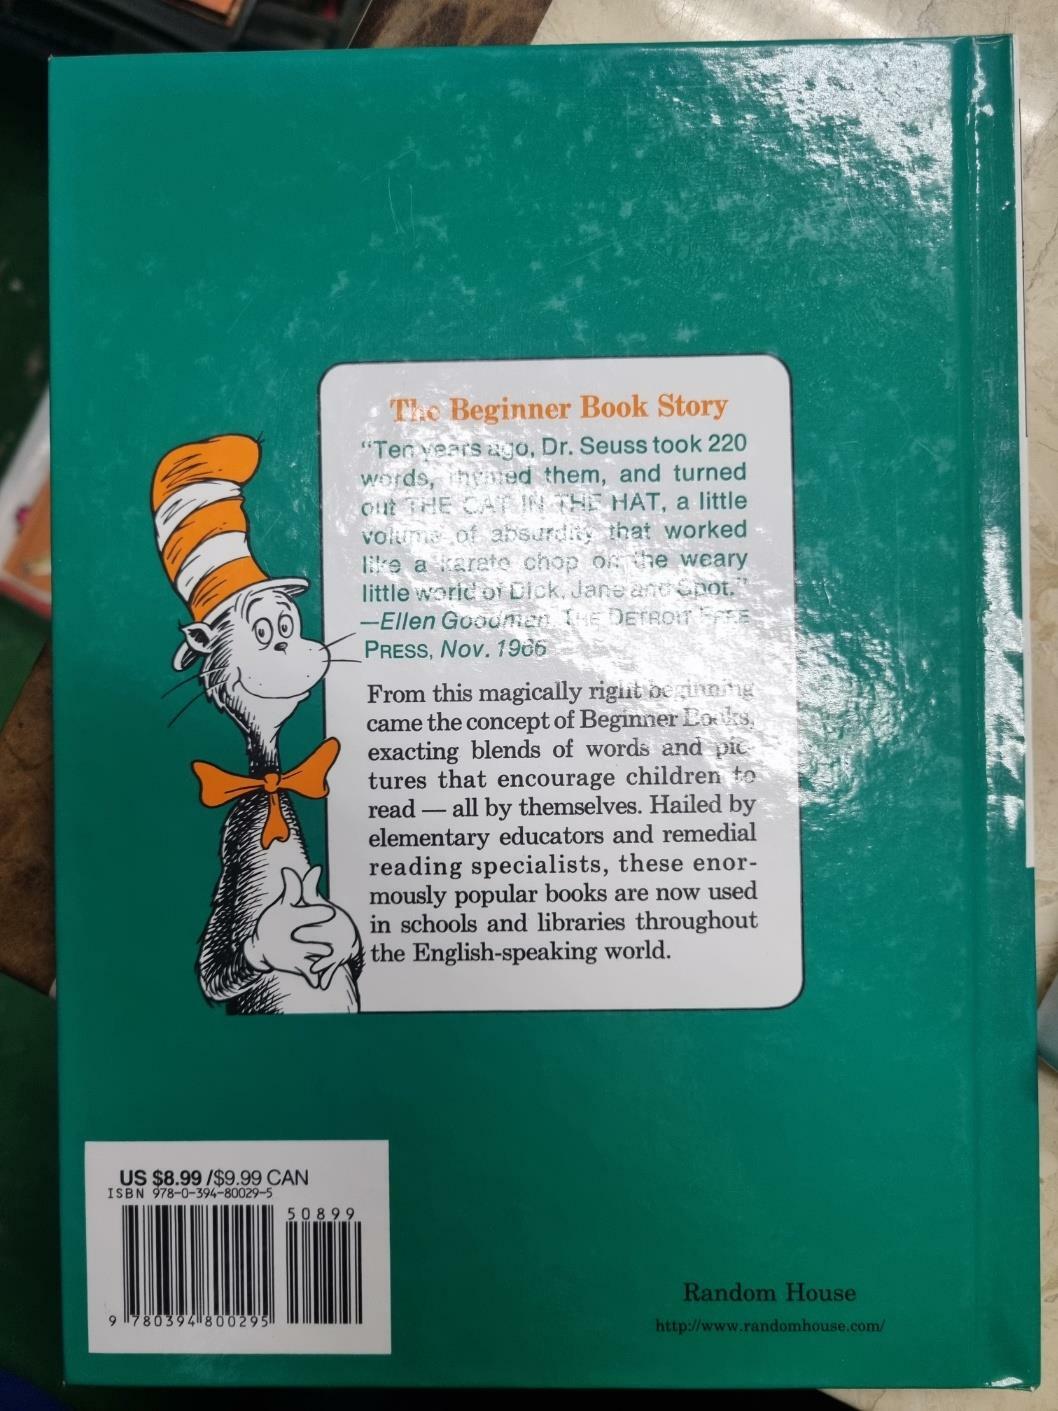 The Beginner Book Story
“Ten years ago, Dr. Seuss took 220
words, rhymed them, and turned
out THE CAT IN THE HAT, a little
volume of absurdity that worked
like a karate chop on the weary
little world of Dick, Jane and Spot.”
—Ellen Goodman, THE DETROIT FREE
PRESS, Nov. 1966
From this magically right beginning
came the concept of Beginner Books,
exacting blends of words and pic-
tures that encourage children to
read — all by themselves. Hailed by
elementary educators and remedial
reading specialists, these enor-
mously popular books are now used
in schools and libraries throughout
the English-speaking world.
US $8.99 /$9.99 CAN
ISBN 978-0-394-80029-5
50899
9 780394 800295
Random House
http://www.randomhouse.com/